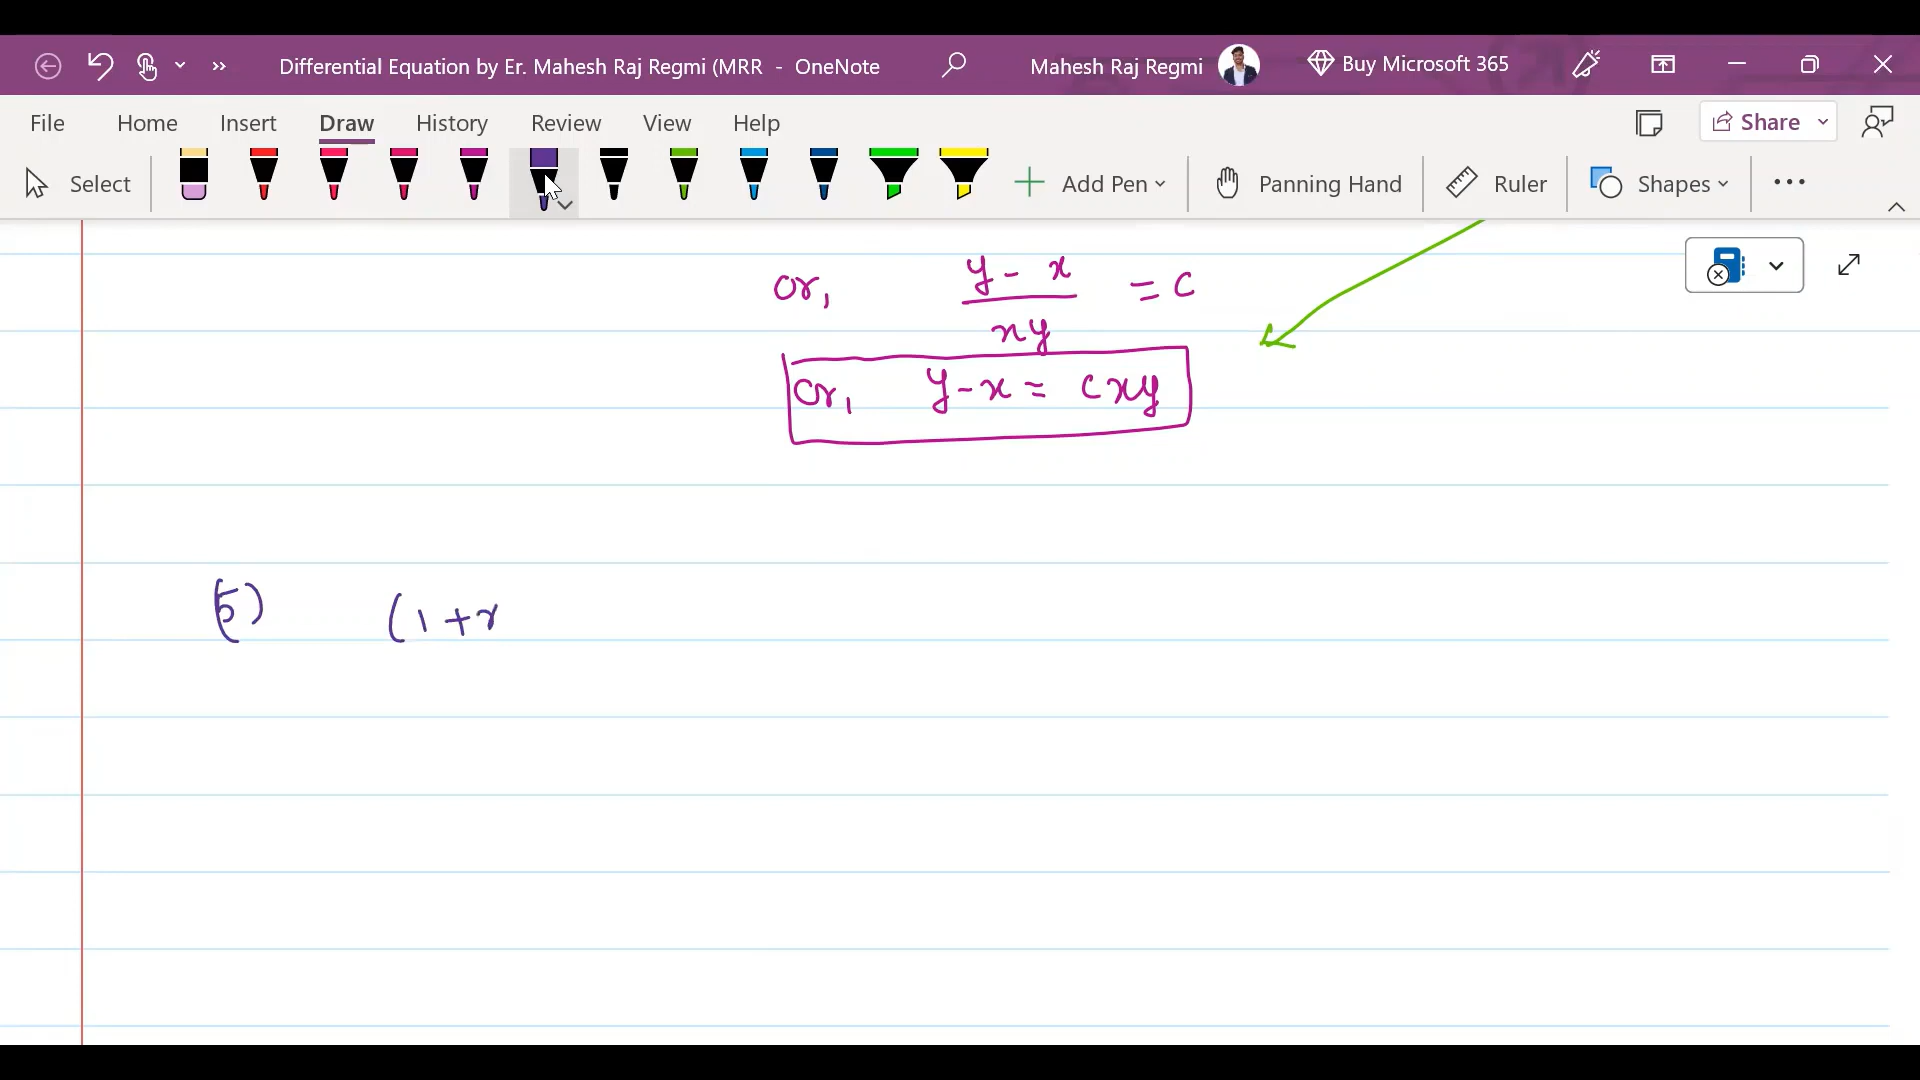 Differential Equation by Er. Mahesh Raj Regmi (MRR - OneNote
Mahesh Raj Regmi
Buy Microsoft 365
File Home Insert Draw History Review View Help
Share
Select
Add Pen
Panning Hand
Ruler
Shapes
or, y - x / xy = c
or, y - x = cxy
(5) (1 + x